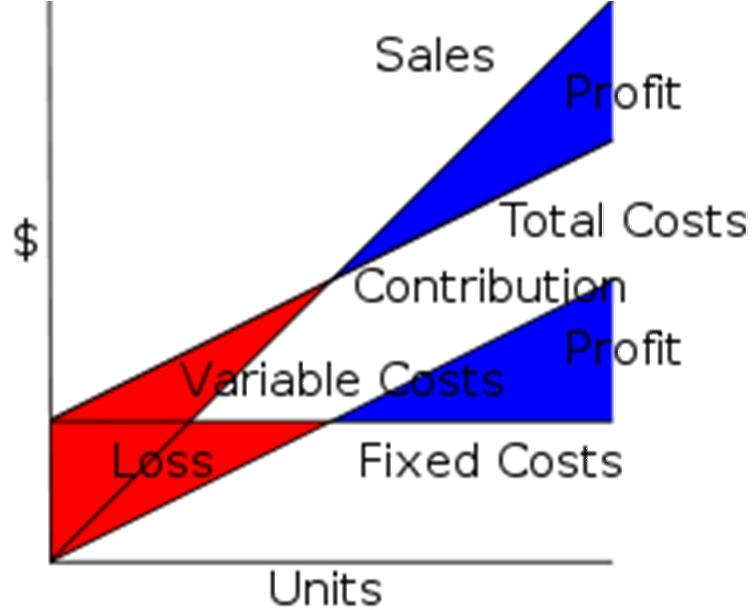 Sales
Profit
$
Total Costs
Contribution
Profit
Variable Costs
Loss
Fixed Costs
Units